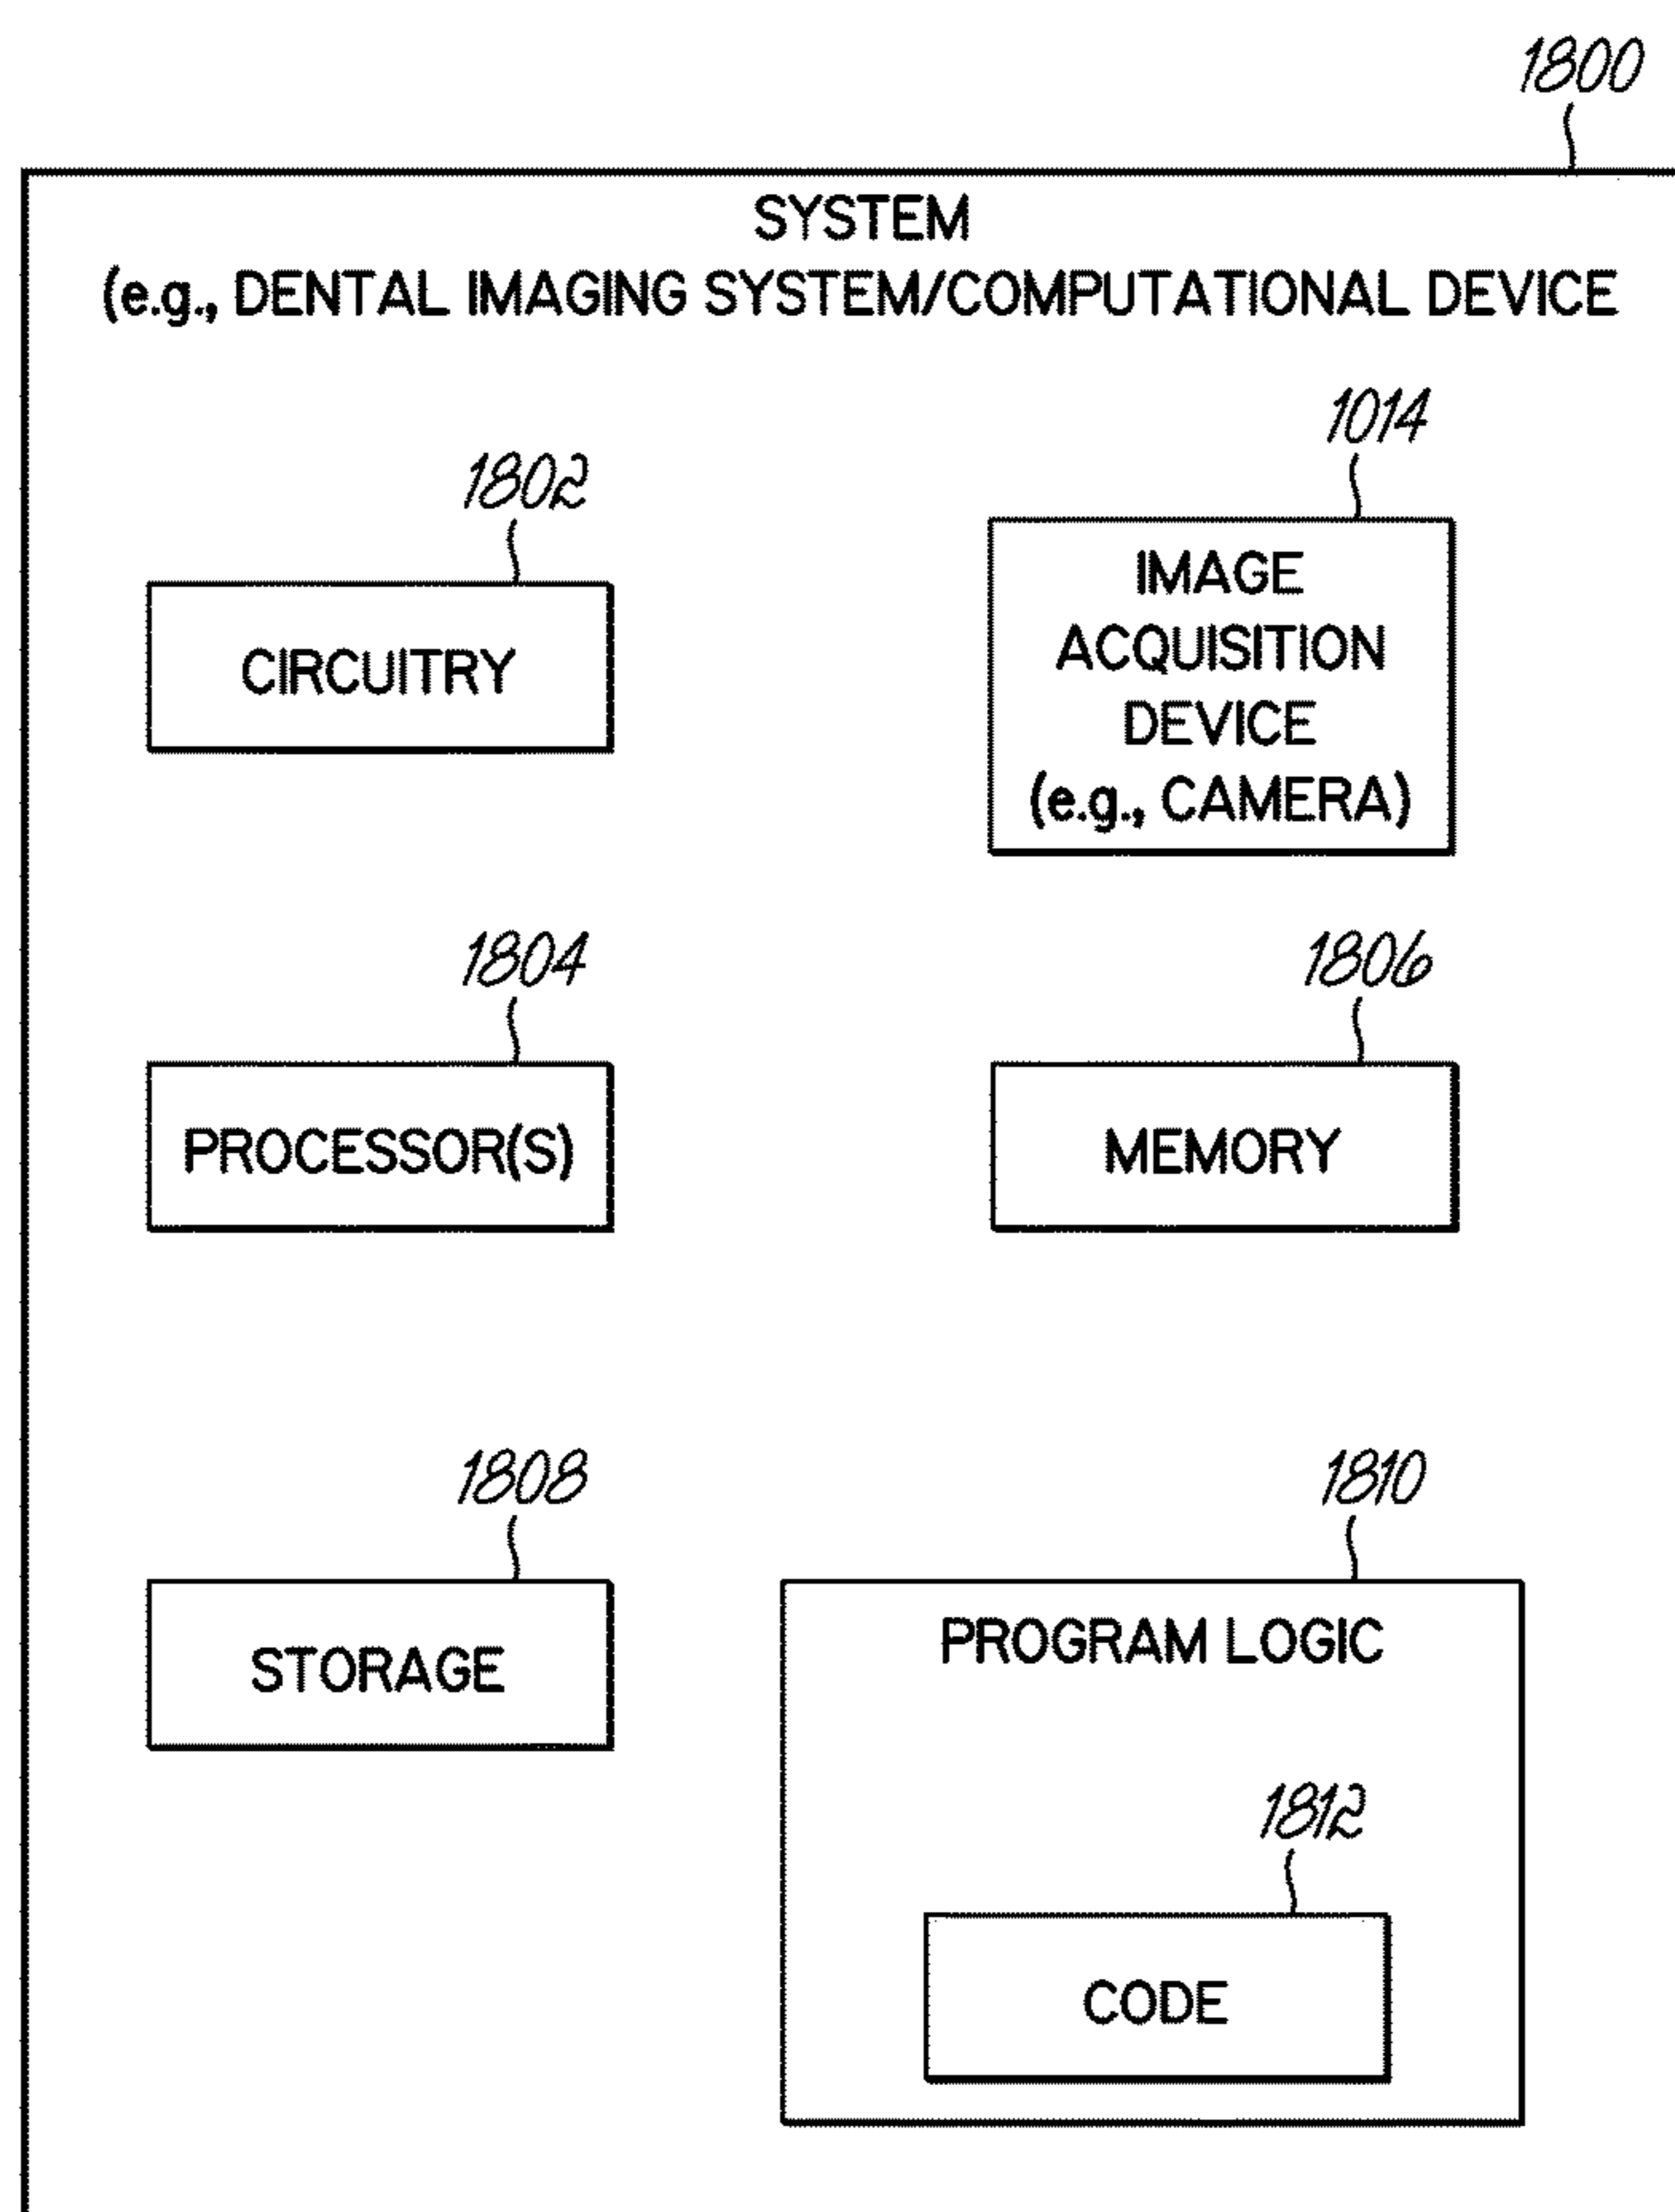 1800
SYSTEM
(e.g., DENTAL IMAGING SYSTEM/COMPUTATIONAL DEVICE
1802
CIRCUITRY
1014
IMAGE
ACQUISITION
DEVICE
(e.g., CAMERA)
1804
PROCESSOR(S)
1806
MEMORY
1808
STORAGE
1810
PROGRAM LOGIC
1812
CODE